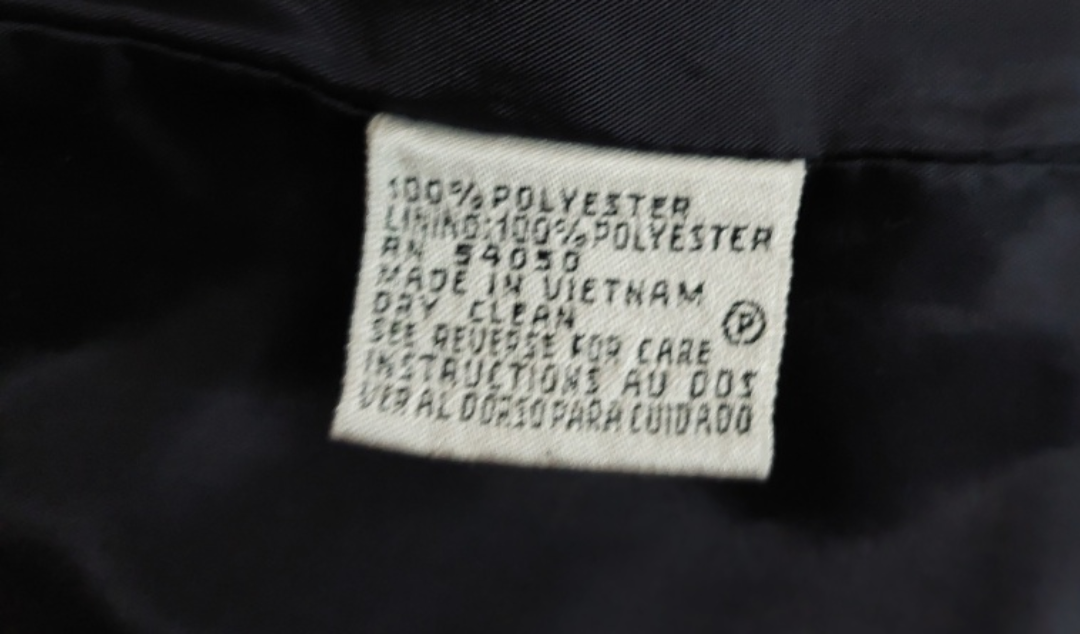 100% POLYESTER
LINING:100% POLYESTER
RN 54050
MADE IN VIETNAM
DRY CLEAN
P
SEE REVERSE FOR CARE
INSTRUCTIONS AU DOS
VER AL DORSO PARA CUIDADO